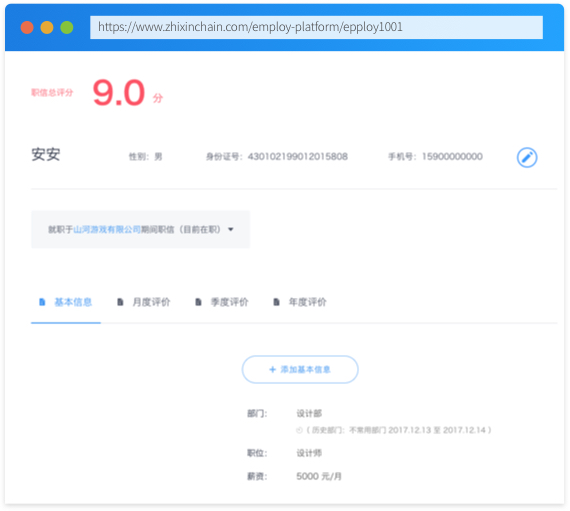 https://www.zhixinchain.com/employ-platform/epploy1001
职信总评分 9.0 分
安安 性别：男 身份证号：430102199012015808 手机号：15900000000
就职于山河游戏有限公司期间职信（目前在职）
基本信息 月度评价 季度评价 年度评价
+ 添加基本信息
部门： 设计部
（ 历史部门：不常用部门 2017.12.13 至 2017.12.14 ）
职位： 设计师
薪资： 5000 元/月